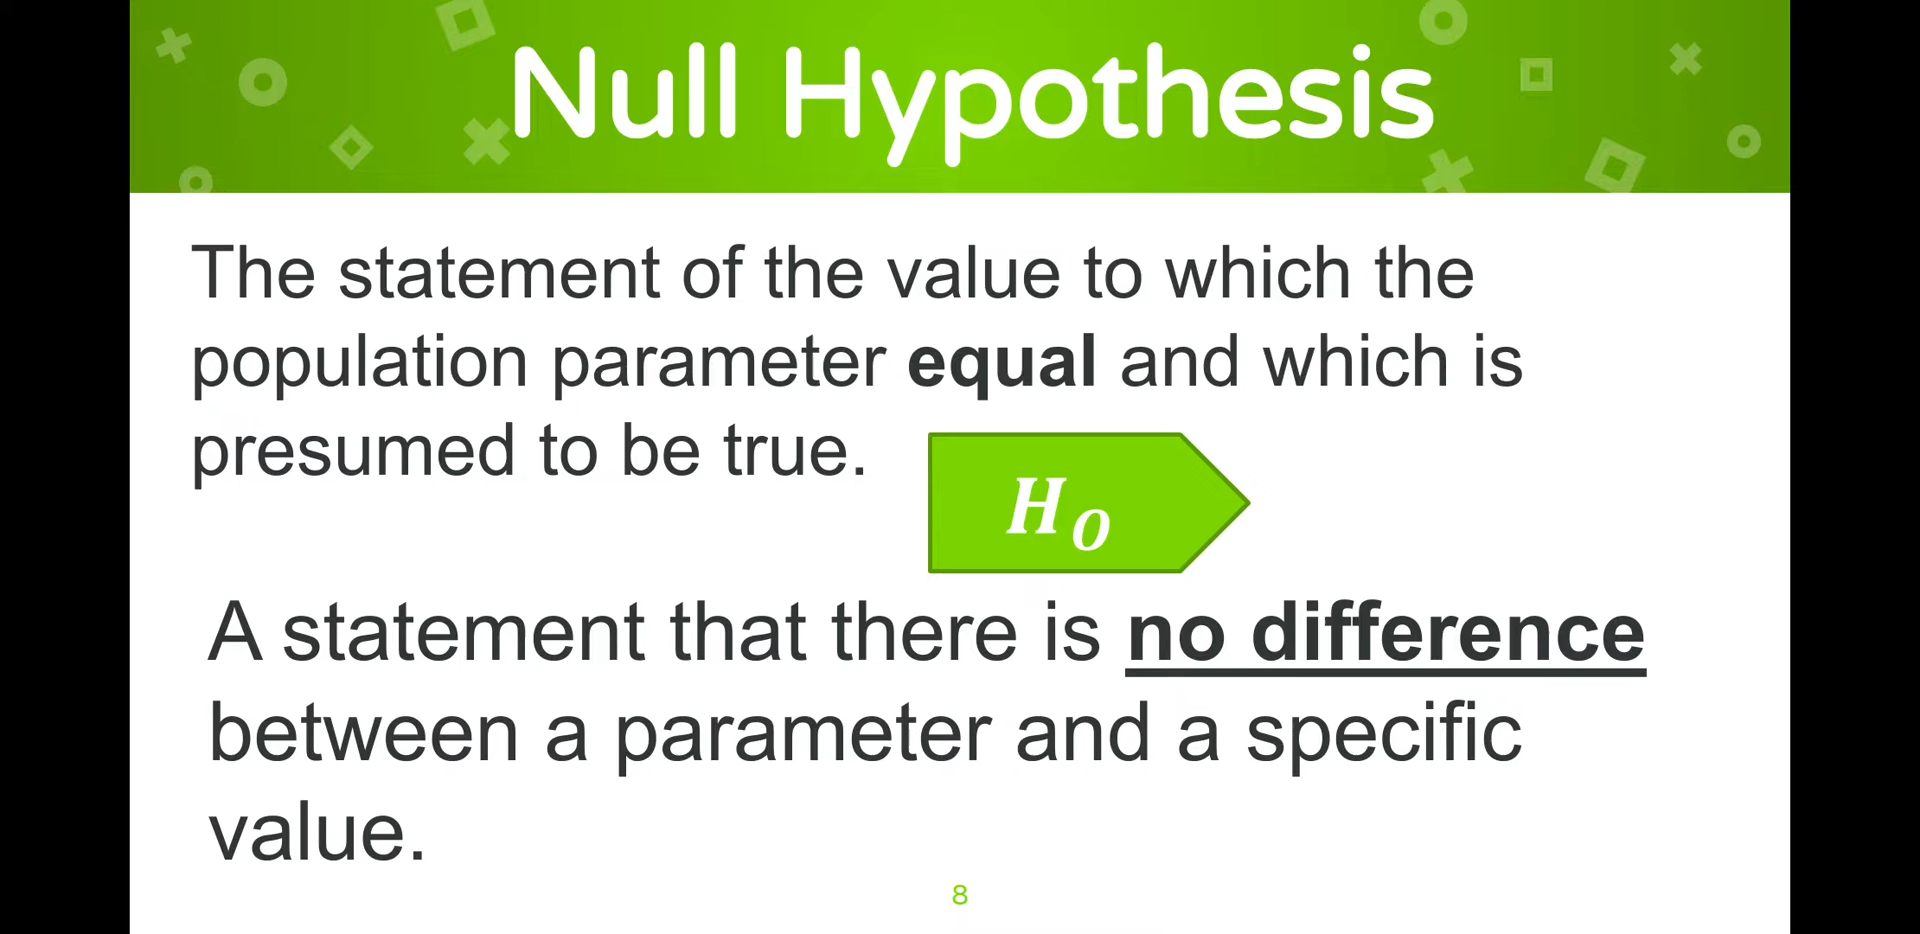 Null Hypothesis
The statement of the value to which the
population parameter equal and which is
presumed to be true.
H_O
A statement that there is no difference
between a parameter and a specific
value.
8